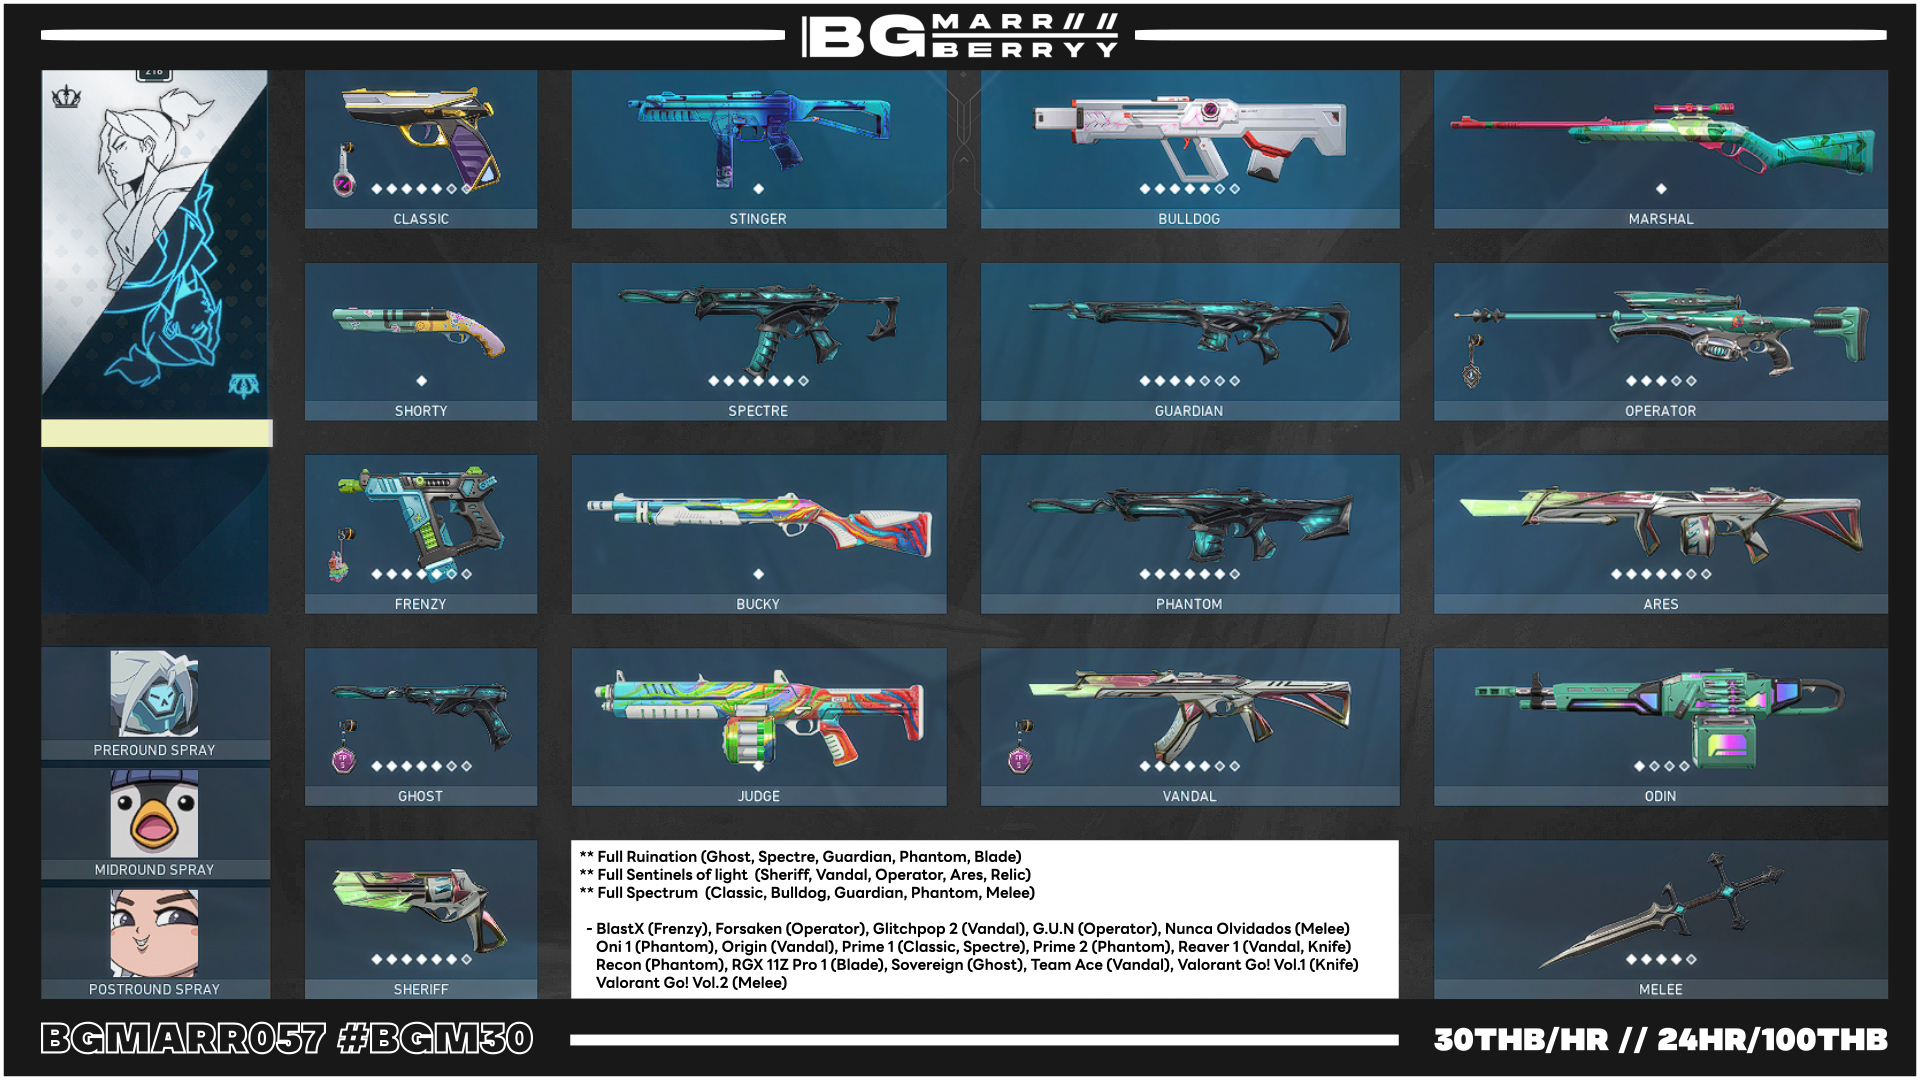 BG MARR// //
BERRYY
218
CLASSIC
STINGER
BULLDOG
MARSHAL
SHORTY
SPECTRE
GUARDIAN
OPERATOR
FRENZY
BUCKY
PHANTOM
ARES
GHOST
JUDGE
VANDAL
ODIN
PREROUND SPRAY
MIDROUND SPRAY
POSTROUND SPRAY
SHERIFF
** Full Ruination (Ghost, Spectre, Guardian, Phantom, Blade)
** Full Sentinels of light (Sheriff, Vandal, Operator, Ares, Relic)
** Full Spectrum (Classic, Bulldog, Guardian, Phantom, Melee)
- BlastX (Frenzy), Forsaken (Operator), Glitchpop 2 (Vandal), G.U.N (Operator), Nunca Olvidados (Melee)
Oni 1 (Phantom), Origin (Vandal), Prime 1 (Classic, Spectre), Prime 2 (Phantom), Reaver 1 (Vandal, Knife)
Recon (Phantom), RGX 11Z Pro 1 (Blade), Sovereign (Ghost), Team Ace (Vandal), Valorant Go! Vol.1 (Knife)
Valorant Go! Vol.2 (Melee)
MELEE
BGMARR057 #BGM30
30THB/HR // 24HR/100THB